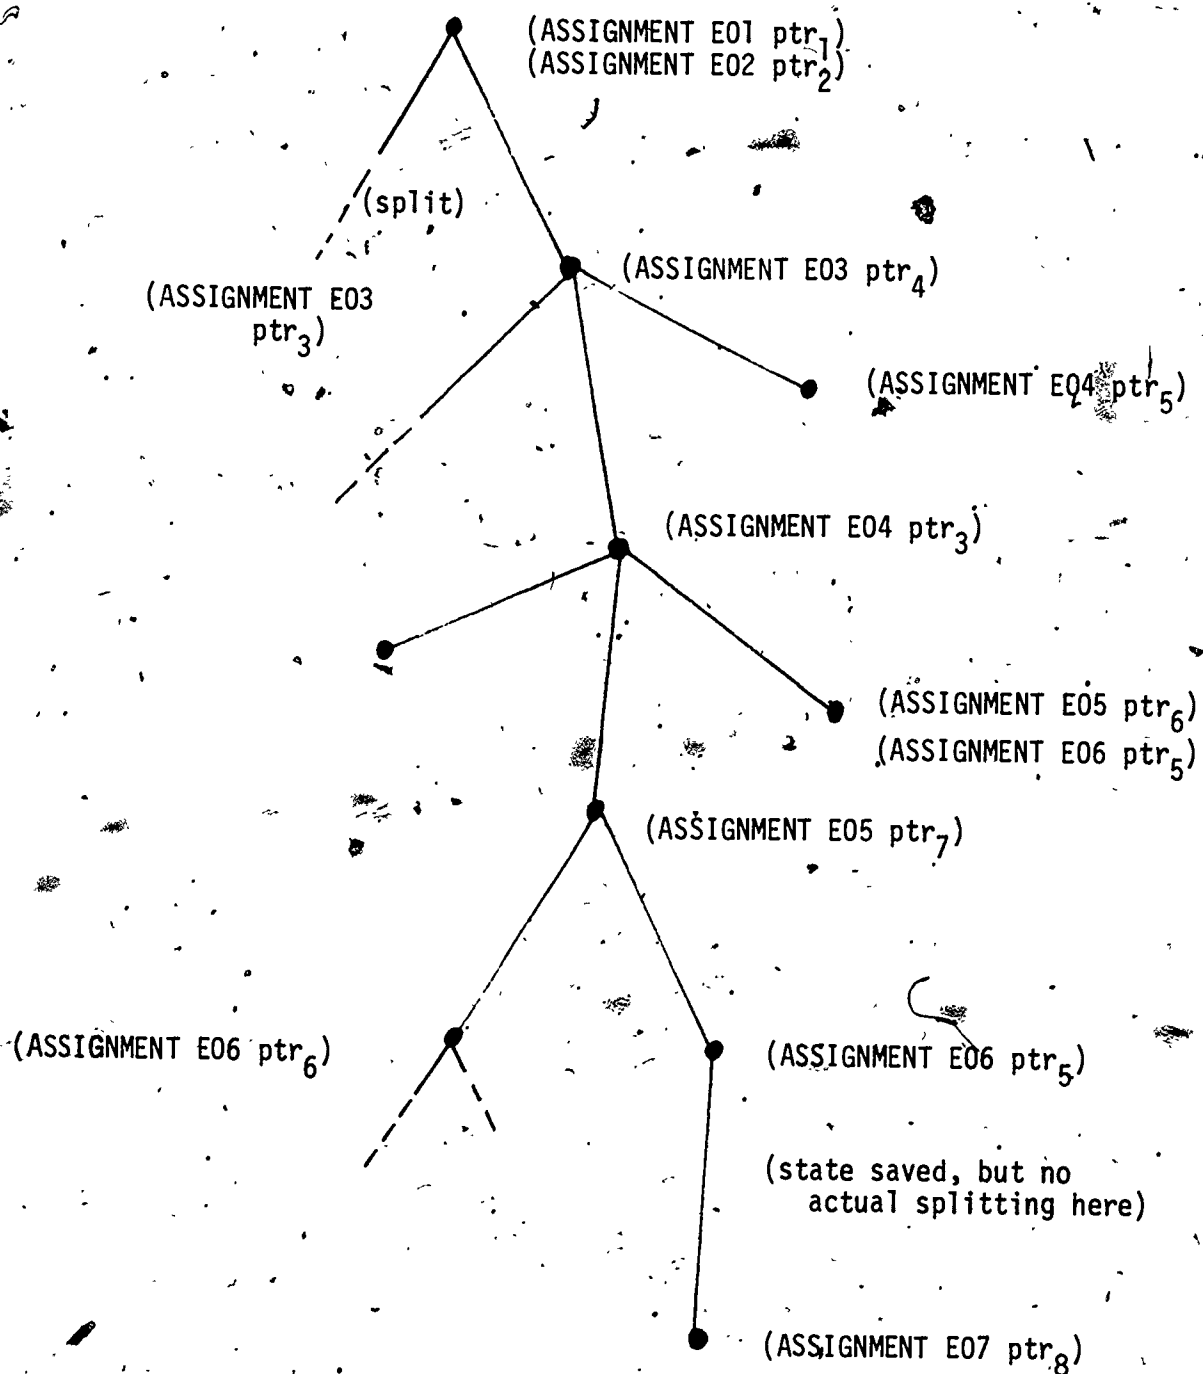 (ASSIGNMENT E01 ptr₁)
(ASSIGNMENT E02 ptr₂)
(split)
(ASSIGNMENT E03 ptr₄)
(ASSIGNMENT E03
ptr₃)
(ASSIGNMENT E04 ptr₅)
(ASSIGNMENT E04 ptr₃)
(ASSIGNMENT E05 ptr₆)
(ASSIGNMENT E06 ptr₅)
(ASSIGNMENT E05 ptr₇)
(ASSIGNMENT E06 ptr₆)
(ASSIGNMENT E06 ptr₅)
(state saved, but no
actual splitting here)
(ASSIGNMENT E07 ptr₈)